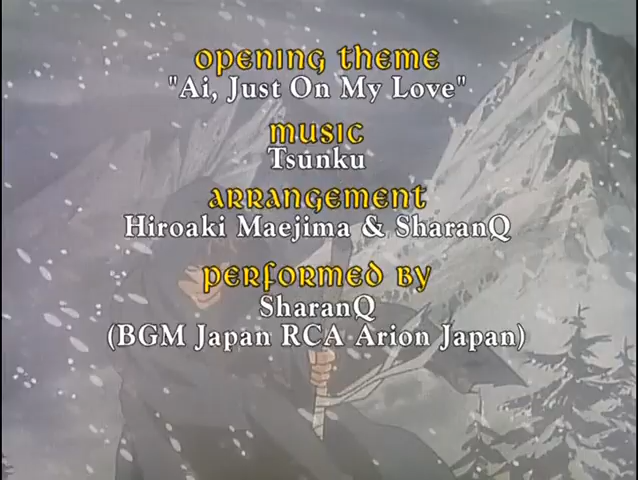 OPENING THEME
"Ai, Just On My Love"
MUSIC
Tsunku
ARRANGEMENT
Hiroaki Maejima & SharanQ
PERFORMED BY
SharanQ
(BGM Japan RCA Arion Japan)